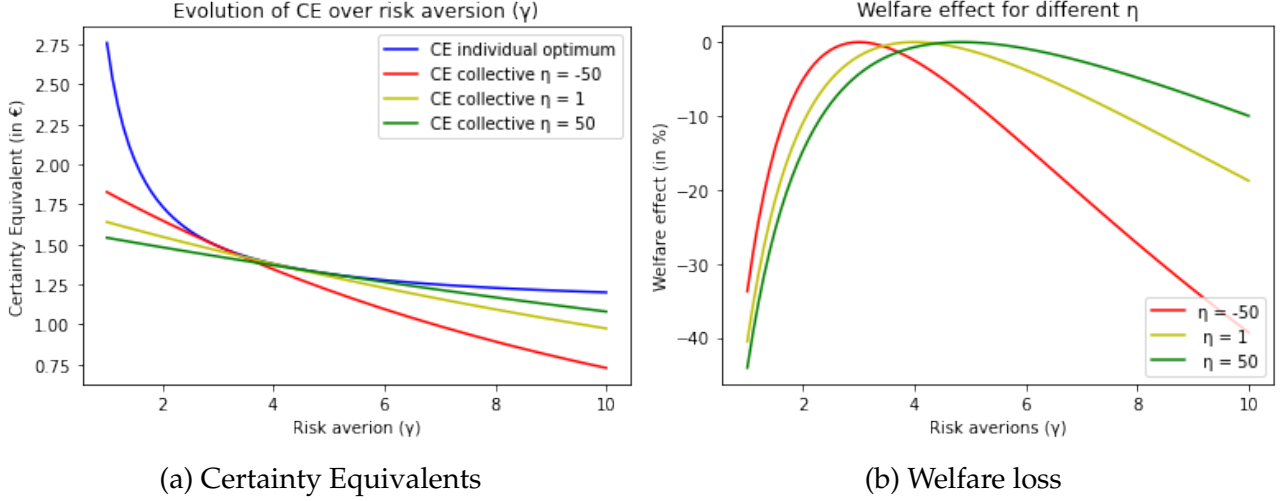 Evolution of CE over risk aversion (γ)
Certainty Equivalent (in €)
2.75
2.50
2.25
2.00
1.75
1.50
1.25
1.00
0.75
CE individual optimum
CE collective η = -50
CE collective η = 1
CE collective η = 50
2
4
6
8
10
Risk averion (γ)
(a) Certainty Equivalents
Welfare effect for different η
Welfare effect (in %)
0
−10
−20
−30
−40
η = -50
η = 1
η = 50
2
4
6
8
10
Risk averions (γ)
(b) Welfare loss